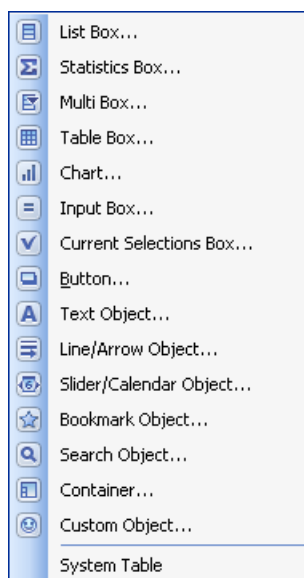 List Box...
Statistics Box...
Multi Box...
Table Box...
Chart...
Input Box...
Current Selections Box...
Button...
Text Object...
Line/Arrow Object...
Slider/Calendar Object...
Bookmark Object...
Search Object...
Container...
Custom Object...
System Table